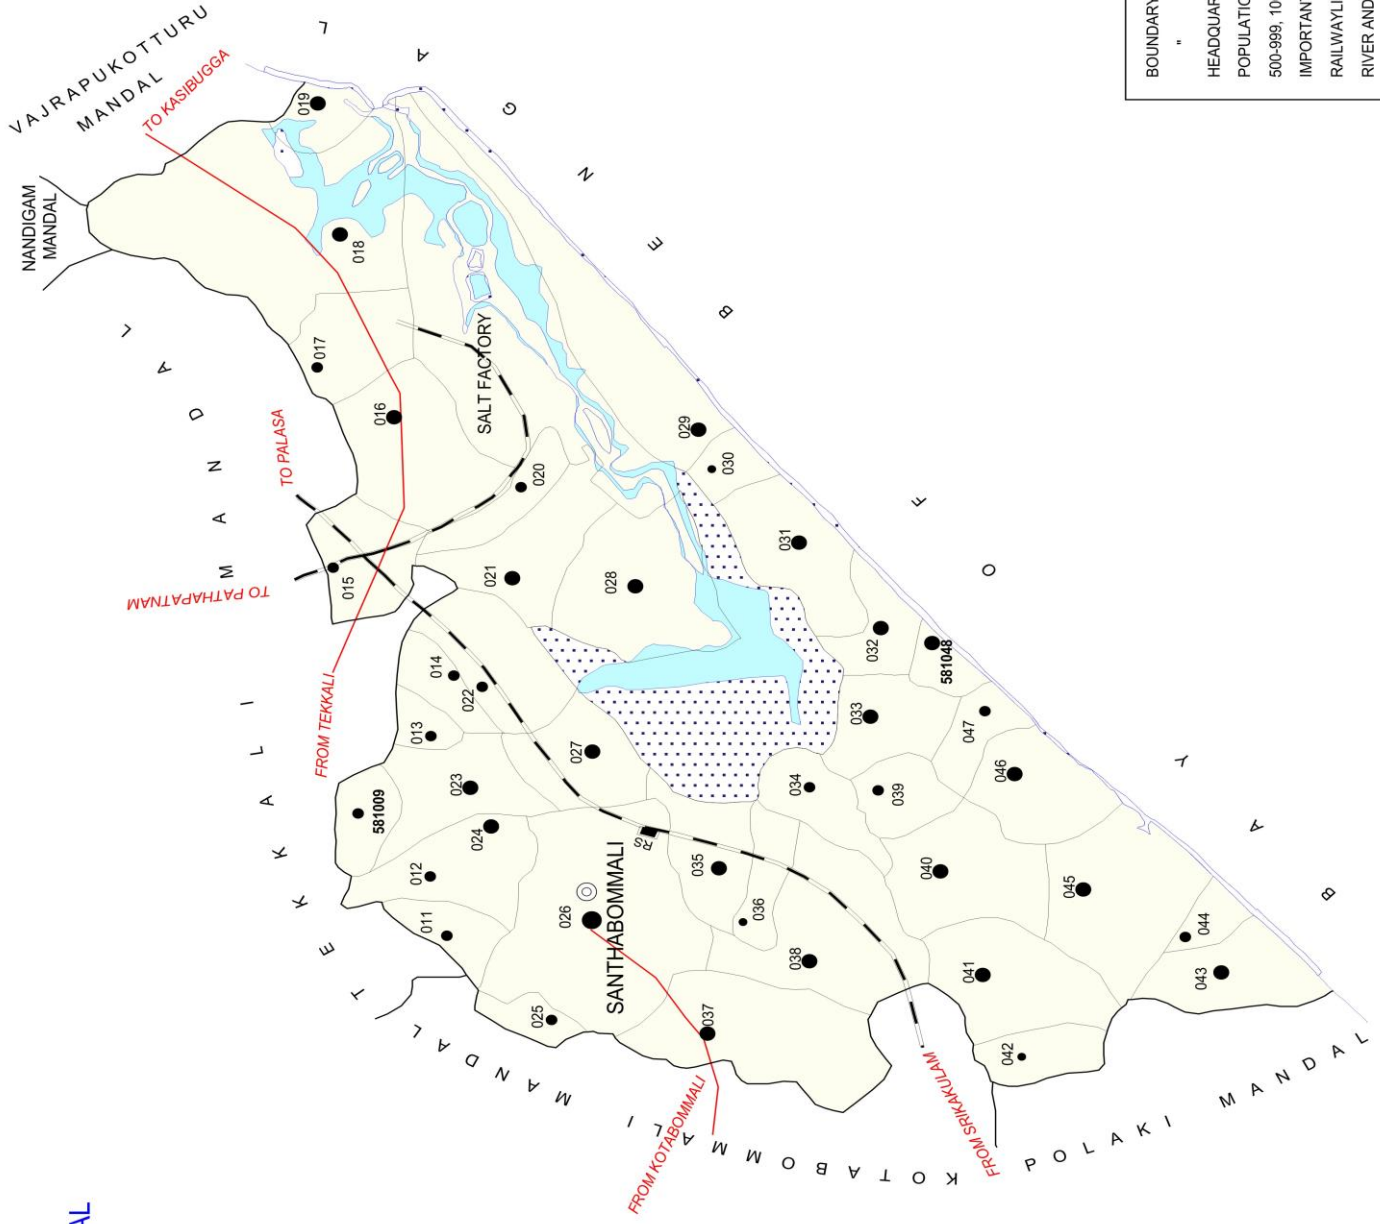 VAJRAPUKOTTURU
MANDAL
TO KASIBUGGA
NANDIGAM
MANDAL
019
018
017
016
SALT FACTORY
TO PALASA
020
TO PATHAPATNAM
015
021
028
029
030
031
FROM TEKKALI
014
022
013
023
027
032
581048
033
047
046
034
039
581009
024
012
011
026
SANTHABOMMALI
RS
035
036
038
040
045
044
043
041
042
025
037
FROM KOTABOMMALI
FROM SRIKAKULAM
TEKKALI MANDAL
KOTABOMMALI MANDAL
POLAKI MANDAL
BAY OF BENGAL
BOUNDARY
"
HEADQUAR
POPULATIO
500-999, 10
IMPORTANT
RAILWAYLI
RIVER AND
AL